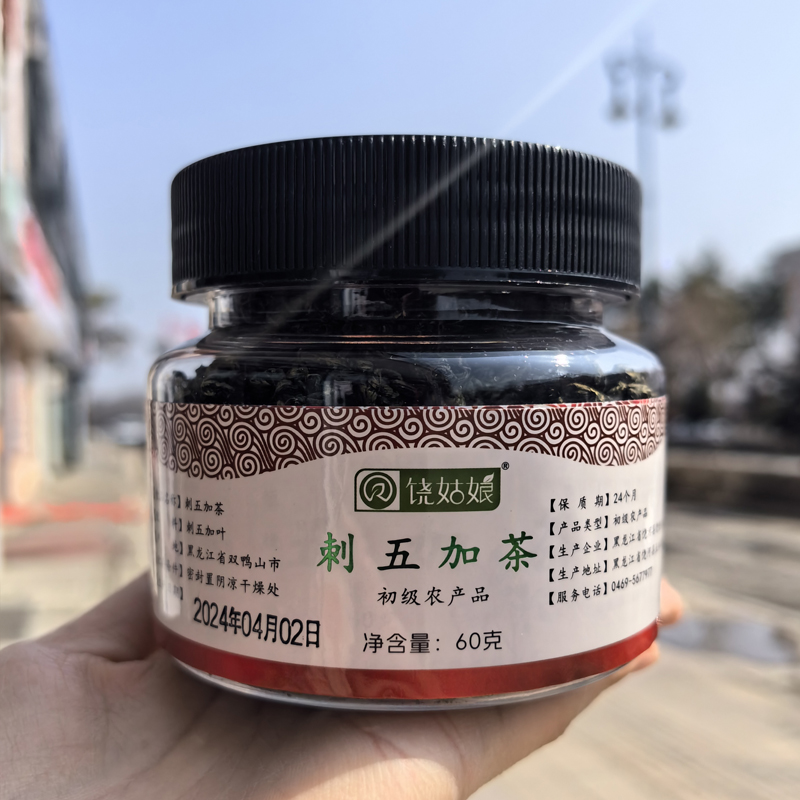 饶姑娘®
刺五加茶
初级农产品
净含量：60克
】刺五加茶
】刺五加叶
地】黑龙江省双鸭山市
】密封置阴凉干燥处
】
2024年04月02日
【保 质 期】24个月
【产品类型】初级农产品
【生产企业】黑龙江省饶
【生产地址】黑龙江省饶
【服务电话】0469-567